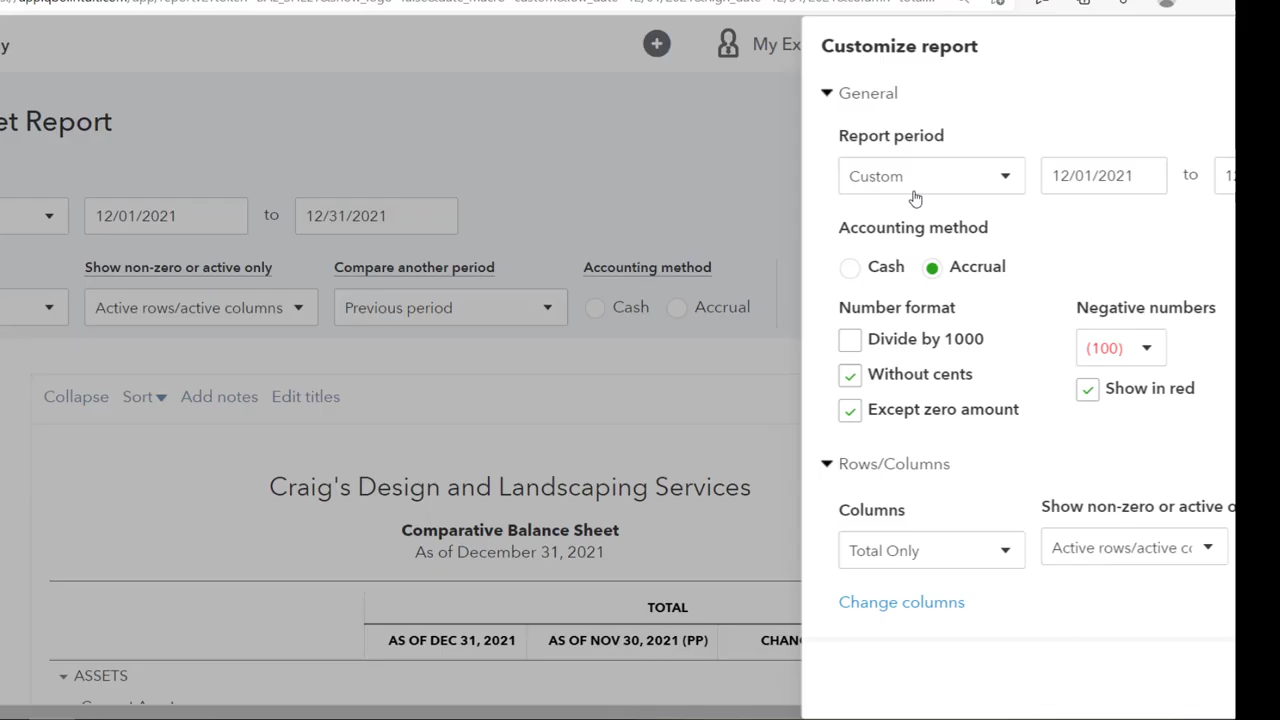 y
My Ex
et Report
12/01/2021 to 12/31/2021
Show non-zero or active only
Compare another period
Accounting method
Active rows/active columns
Previous period
Cash
Accrual
Collapse Sort Add notes Edit titles
Craig's Design and Landscaping Services
Comparative Balance Sheet
As of December 31, 2021
TOTAL
AS OF DEC 31, 2021 AS OF NOV 30, 2021 (PP) CHAN
ASSETS
Customize report
General
Report period
Custom 12/01/2021 to 12
Accounting method
Cash Accrual
Number format Negative numbers
Divide by 1000
(100)
Without cents
Show in red
Except zero amount
Rows/Columns
Columns Show non-zero or active o
Total Only Active rows/active cc
Change columns